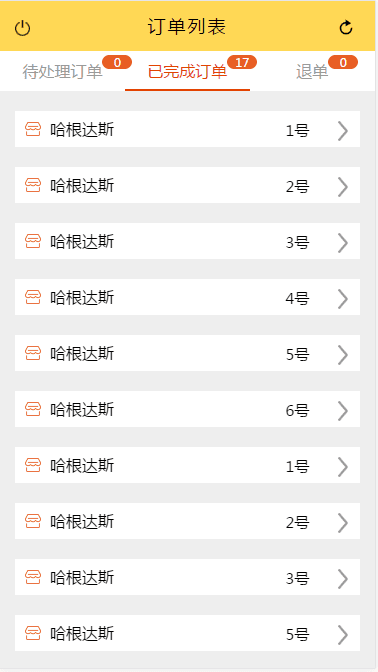 订单列表
待处理订单 0 已完成订单 17 退单 0
哈根达斯 1号
哈根达斯 2号
哈根达斯 3号
哈根达斯 4号
哈根达斯 5号
哈根达斯 6号
哈根达斯 1号
哈根达斯 2号
哈根达斯 3号
哈根达斯 5号